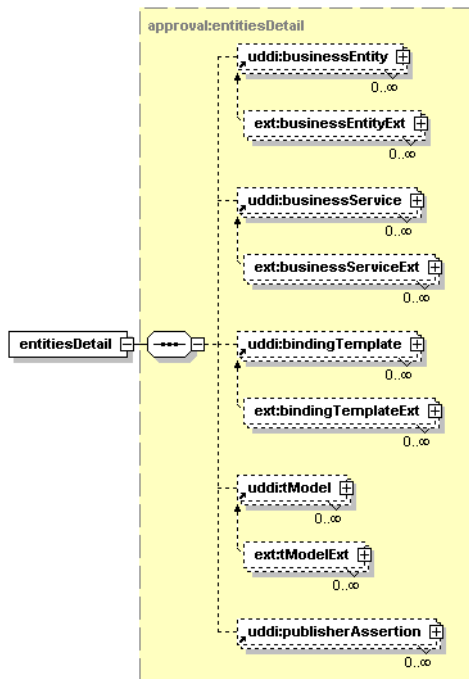 approval:entitiesDetail
uddi:businessEntity
0..∞
ext:businessEntityExt
0..∞
uddi:businessService
0..∞
ext:businessServiceExt
0..∞
entitiesDetail
uddi:bindingTemplate
0..∞
ext:bindingTemplateExt
0..∞
uddi:tModel
0..∞
ext:tModelExt
0..∞
uddi:publisherAssertion
0..∞